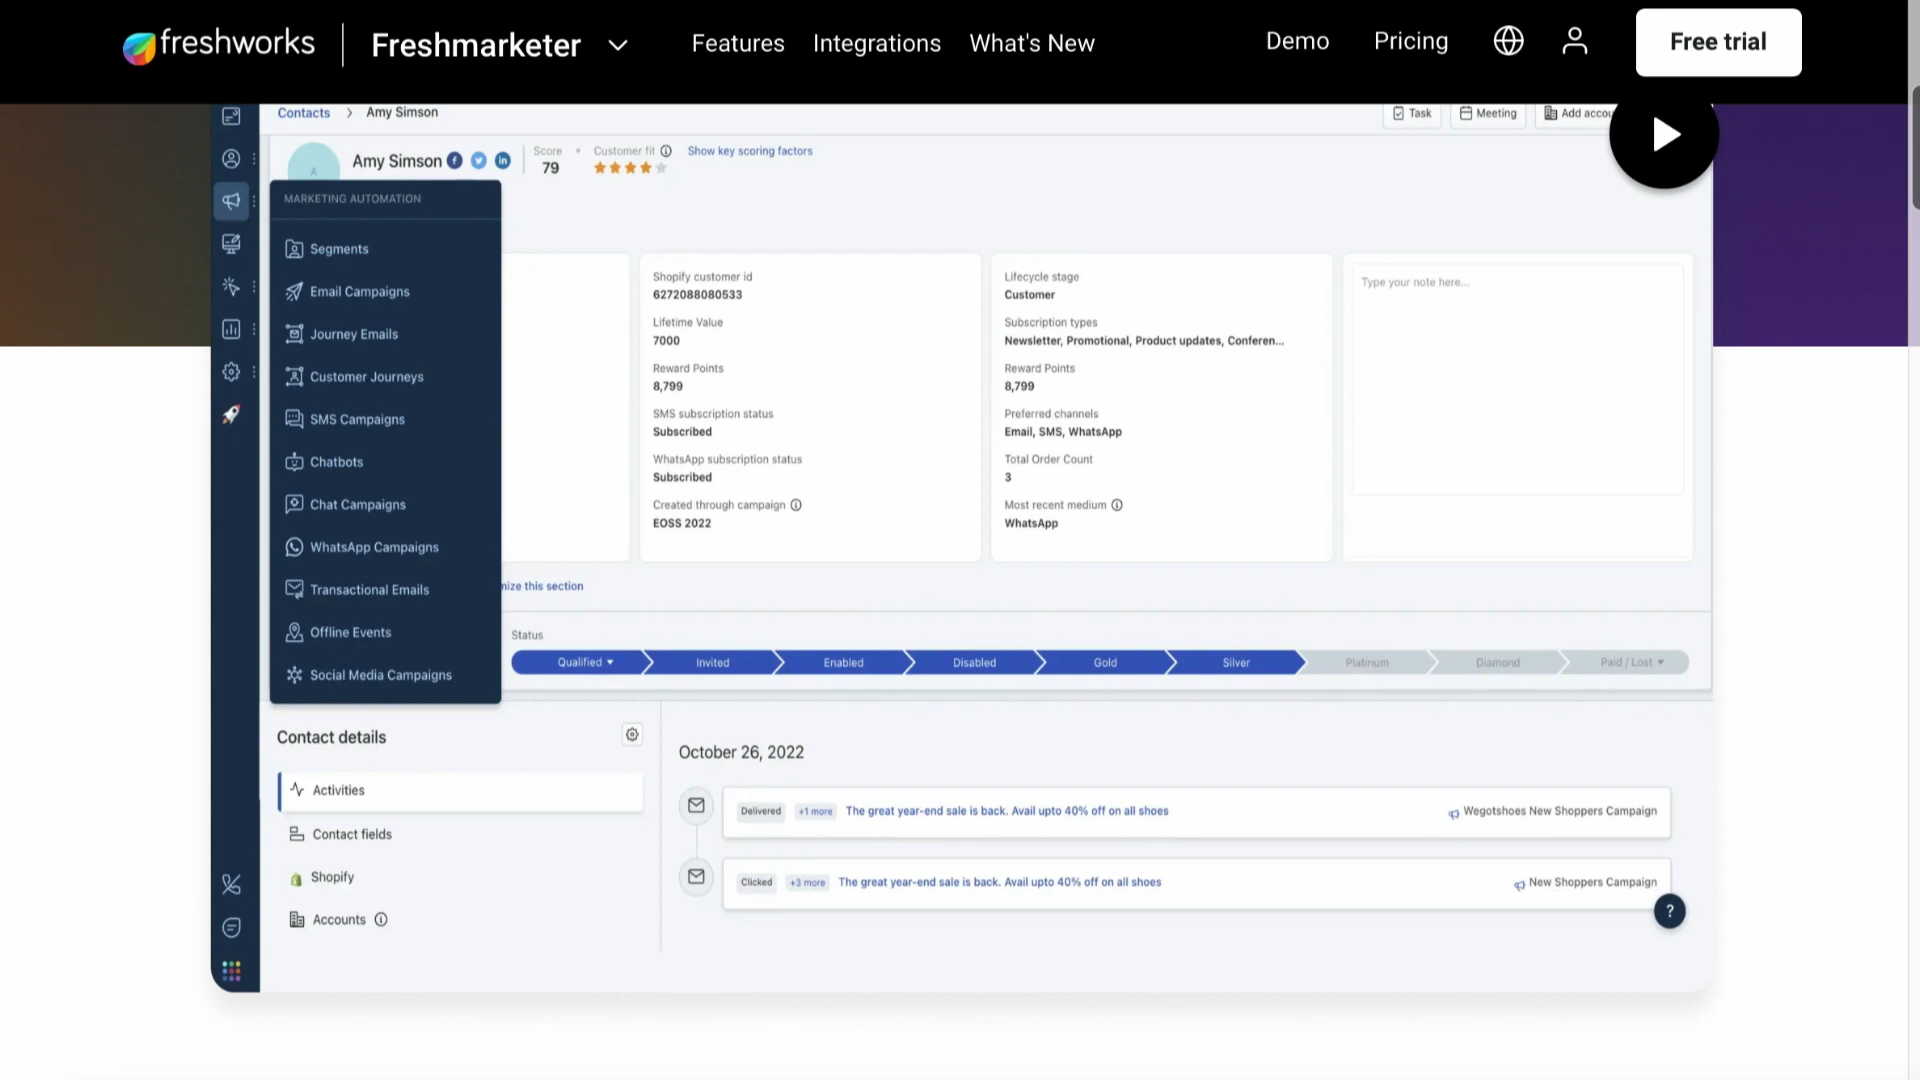 freshworks
Freshmarketer
Features
Integrations
What's New
Demo
Pricing
Free trial
Contacts > Amy Simson
Task
Meeting
A
Amy Simson
Score
79
Customer fit
Show key scoring factors
MARKETING AUTOMATION
Segments
Email Campaigns
Journey Emails
Customer Journeys
SMS Campaigns
Chatbots
Chat Campaigns
WhatsApp Campaigns
Transactional Emails
Offline Events
Social Media Campaigns
Shopify customer id
6272088080533
Lifetime Value
7000
Reward Points
8,799
SMS subscription status
Subscribed
WhatsApp subscription status
Subscribed
Created through campaign
EOSS 2022
Lifecycle stage
Customer
Subscription types
Newsletter, Promotional, Product updates, Conferen...
Reward Points
8,799
Preferred channels
Email, SMS, WhatsApp
Total Order Count
3
Most recent medium
WhatsApp
Type your note here...
this section
Status
Qualified
Invited
Enabled
Disabled
Gold
Silver
Platinum
Diamond
Paid / Lost
Contact details
Activities
Contact fields
Shopify
Accounts
October 26, 2022
Delivered +1 more The great year-end sale is back. Avail upto 40% off on all shoes
Wegotshoes New Shoppers Campaign
Clicked +3 more The great year-end sale is back. Avail upto 40% off on all shoes
New Shoppers Campaign
?